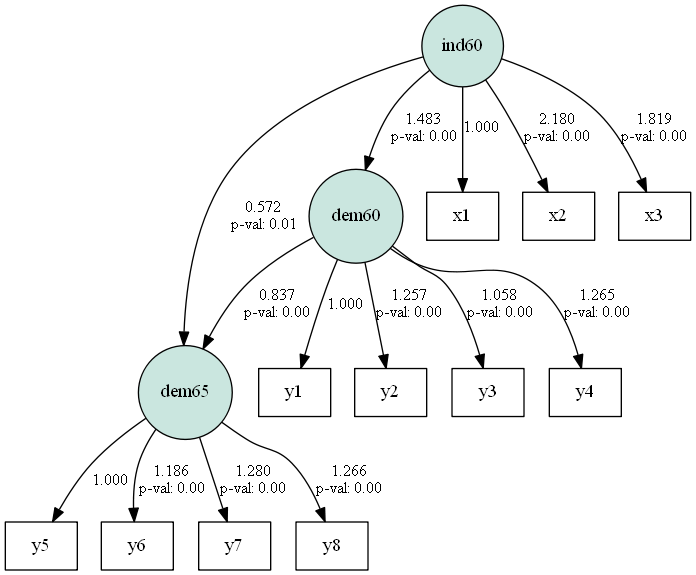 ind60
1.483
p-val: 0.00
1.000
2.180
p-val: 0.00
1.819
p-val: 0.00
x1
x2
x3
0.572
p-val: 0.01
dem60
0.837
p-val: 0.00
1.000
1.257
p-val: 0.00
1.058
p-val: 0.00
1.265
p-val: 0.00
dem65
y1
y2
y3
y4
1.000
1.186
p-val: 0.00
1.280
p-val: 0.00
1.266
p-val: 0.00
y5
y6
y7
y8